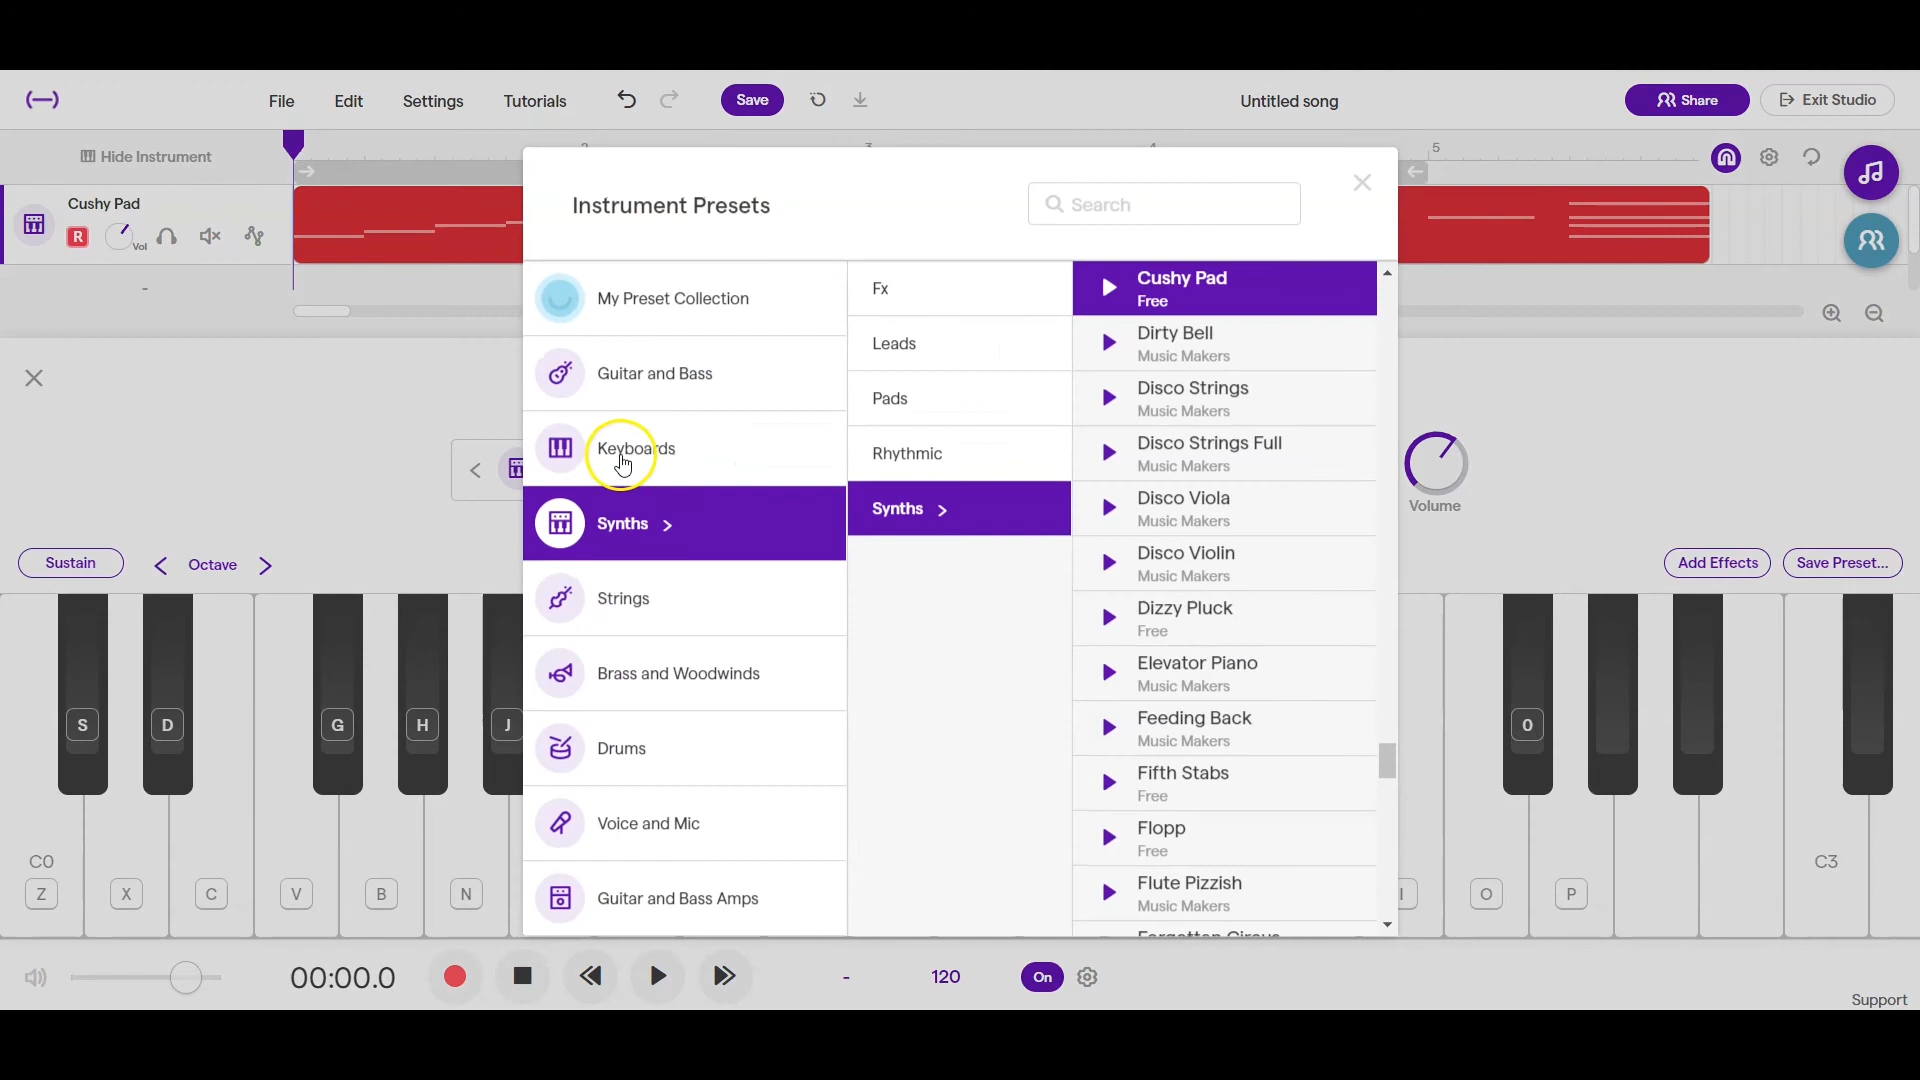 File
Edit
Settings
Tutorials
Save
Untitled song
Share
Exit Studio
Hide Instrument
5
Cushy Pad
R
Vol
-
Instrument Presets
Search
My Preset Collection
Guitar and Bass
Keyboards
Synths
Strings
Brass and Woodwinds
Drums
Voice and Mic
Guitar and Bass Amps
Fx
Leads
Pads
Rhythmic
Synths
Cushy Pad
Free
Dirty Bell
Music Makers
Disco Strings
Music Makers
Disco Strings Full
Music Makers
Disco Viola
Music Makers
Disco Violin
Music Makers
Dizzy Pluck
Free
Elevator Piano
Music Makers
Feeding Back
Music Makers
Fifth Stabs
Free
Flopp
Free
Flute Pizzish
Music Makers
Volume
Sustain
Octave
Add Effects
Save Preset...
S
D
G
H
J
0
C0
C3
Z
X
C
V
B
N
I
O
P
00:00.0
-
120
On
Support